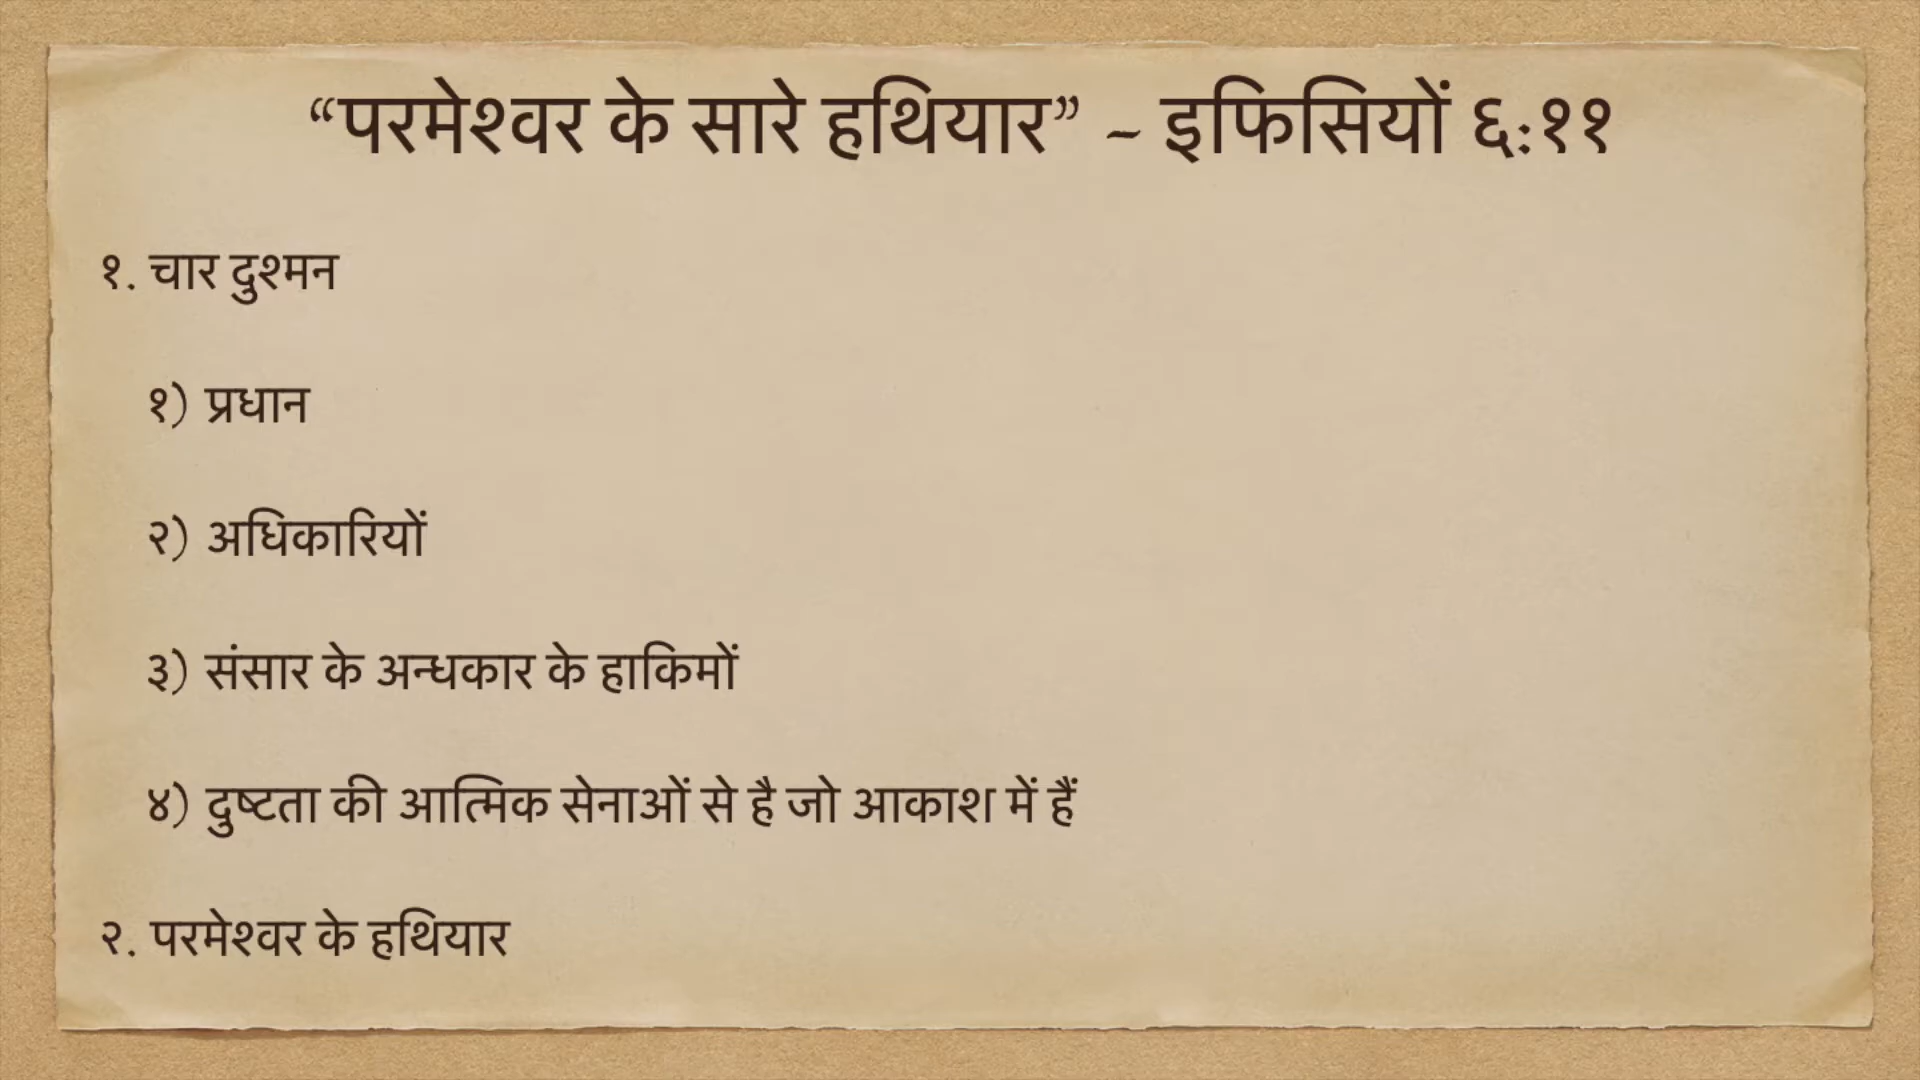 “परमेश्वर के सारे हथियार” ~ इफिसियों ६:११
१. चार दुश्मन
१) प्रधान
२) अधिकारियों
३) संसार के अन्धकार के हाकिमों
४) दुष्टता की आत्मिक सेनाओं से है जो आकाश में हैं
२. परमेश्वर के हथियार